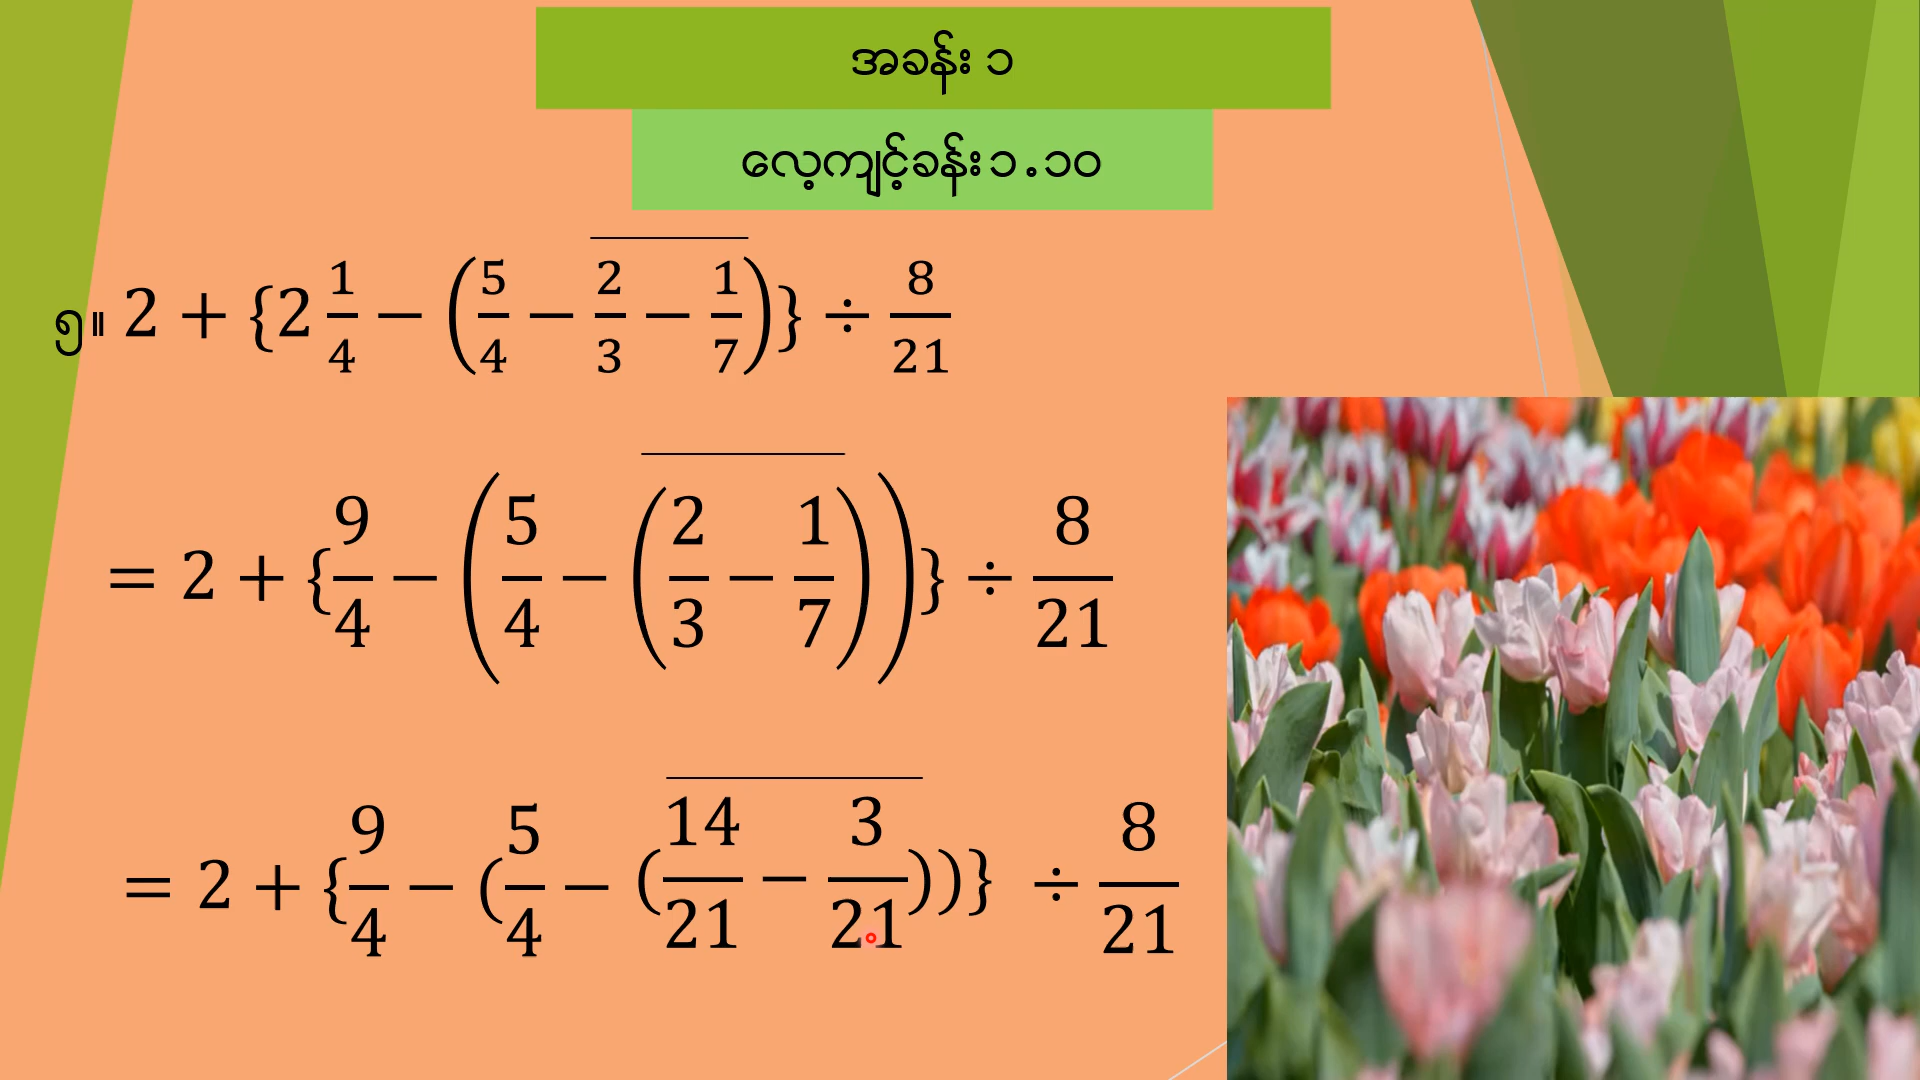 အခန်း ၁
လေ့ကျင့်ခန်း၁.၁၀
၅။ 2 + {2 1/4 − (5/4 − 2/3 − 1/7)} ÷ 8/21
= 2 + {9/4 − (5/4 − (2/3 − 1/7))} ÷ 8/21
= 2 + {9/4 − (5/4 − (14/21 − 3/21))} ÷ 8/21